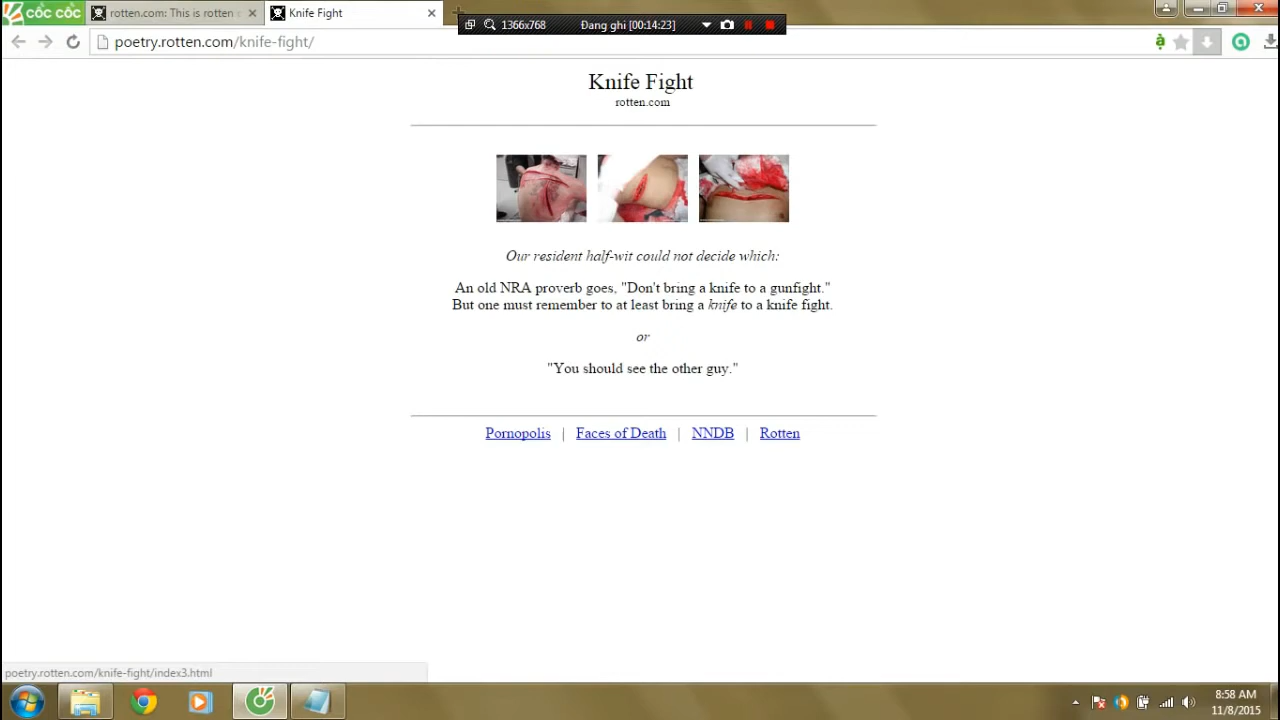 cốc cốc
rotten.com: This is rotten
Knife Fight
1366x768
Đang ghi [00:14:23]
poetry.rotten.com/knife-fight/
Knife Fight
rotten.com
Our resident half-wit could not decide which:
An old NRA proverb goes, "Don't bring a knife to a gunfight."
But one must remember to at least bring a knife to a knife fight.
or
"You should see the other guy."
Pornopolis | Faces of Death | NNDB | Rotten
poetry.rotten.com/knife-fight/index3.html
8:58 AM
11/8/2015